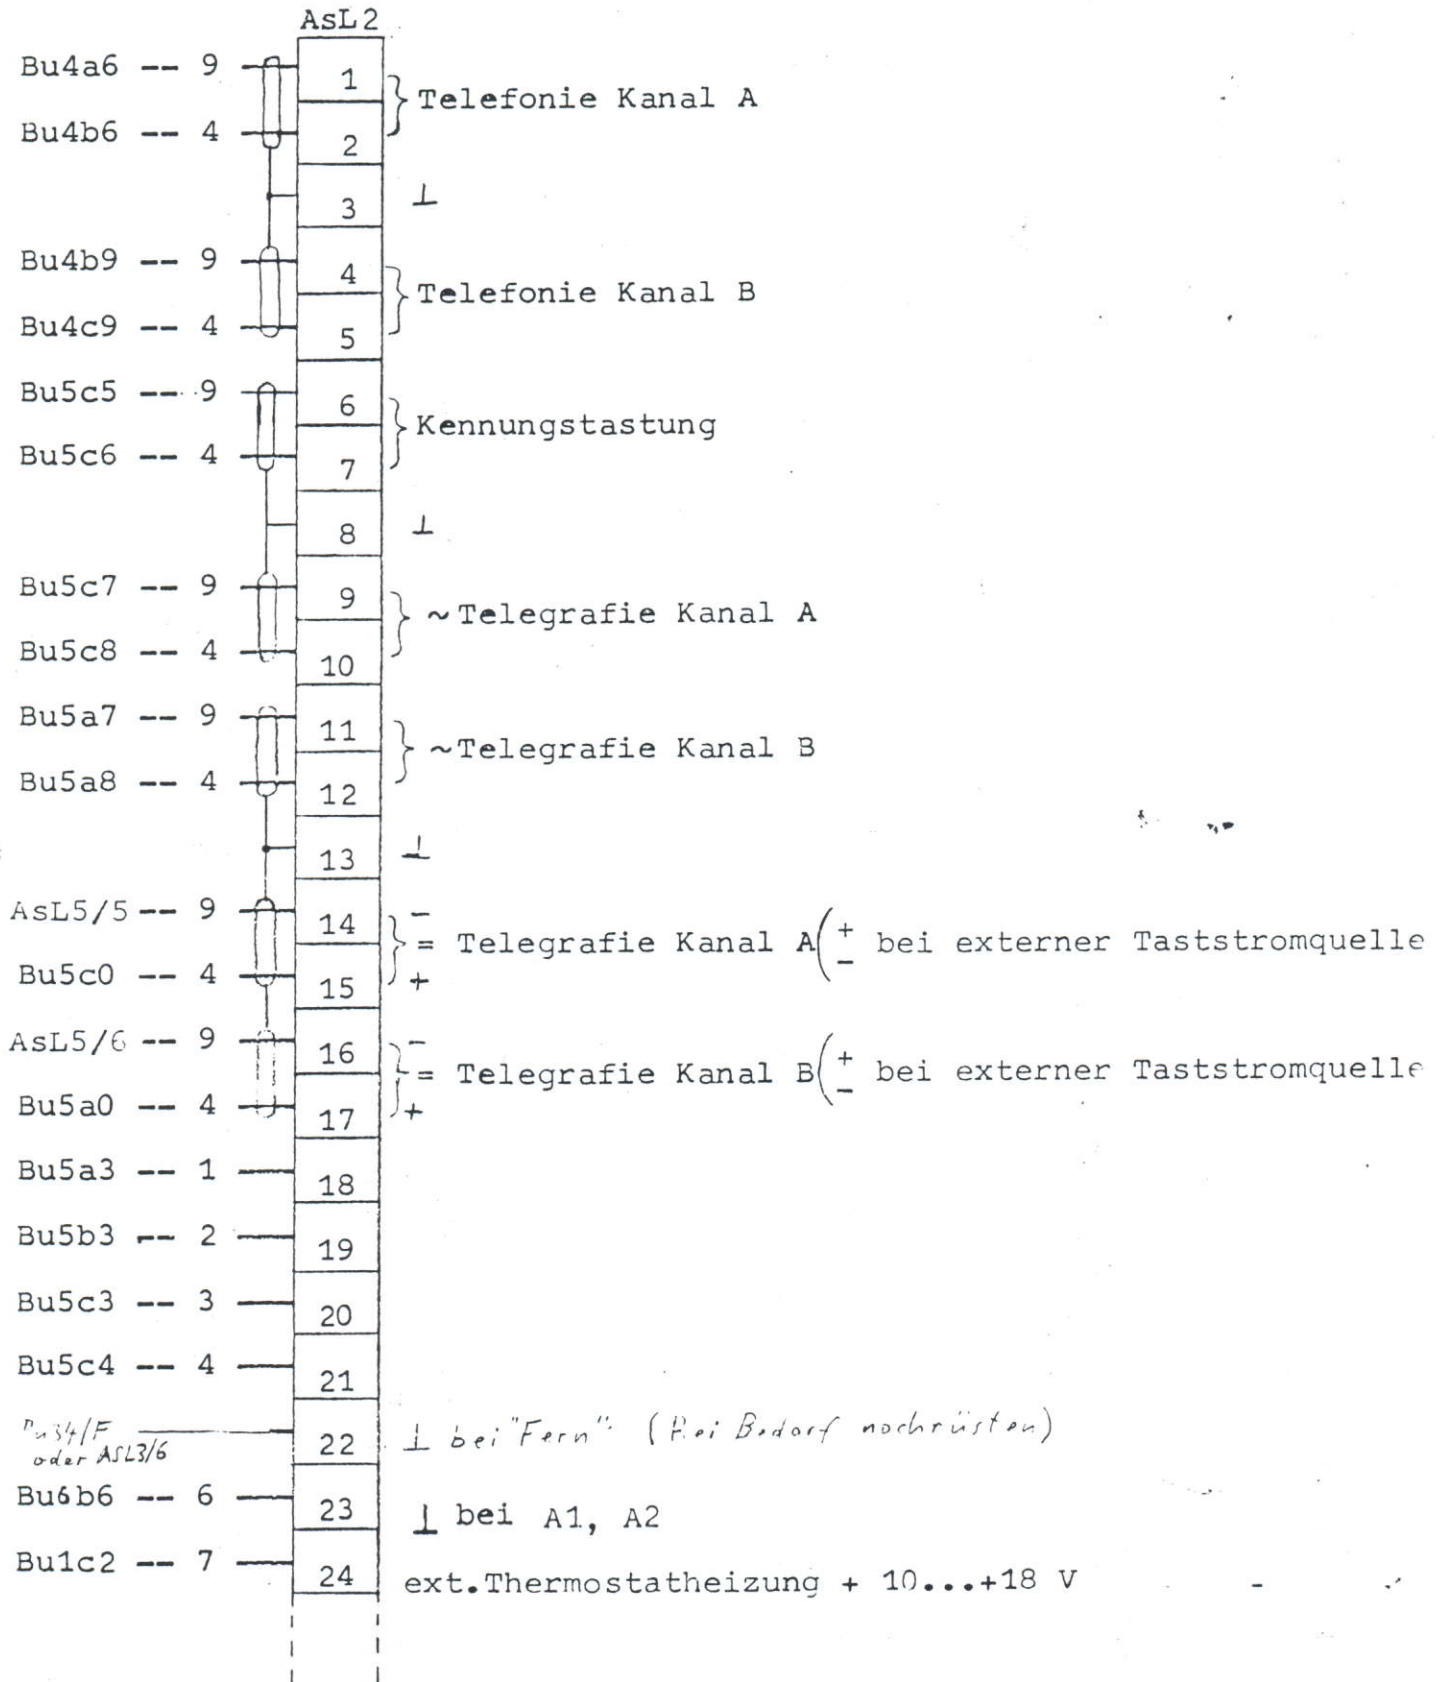 AsL2
Bu4a6 -- 9 1
Telefonie Kanal A
Bu4b6 -- 4 2
3 ⊥
Bu4b9 -- 9 4
Telefonie Kanal B
Bu4c9 -- 4 5
Bu5c5 -- 9 6
Kennungstastung
Bu5c6 -- 4 7
8 ⊥
Bu5c7 -- 9 9
~Telegrafie Kanal A
Bu5c8 -- 4 10
Bu5a7 -- 9 11
~Telegrafie Kanal B
Bu5a8 -- 4 12
13 ⊥
AsL5/5 -- 9 14 -
= Telegrafie Kanal A (+ - bei externer Taststromquelle
Bu5c0 -- 4 15 +
AsL5/6 -- 9 16 -
= Telegrafie Kanal B (+ - bei externer Taststromquelle
Bu5a0 -- 4 17 +
Bu5a3 -- 1 18
Bu5b3 -- 2 19
Bu5c3 -- 3 20
Bu5c4 -- 4 21
22 ⊥ bei "Fern" (Bei Bedarf nachrüsten)
oder ASL3/6
Bu6b6 -- 6 23 ⊥ bei A1, A2
Bu1c2 -- 7 24 ext.Thermostatheizung + 10...+18 V